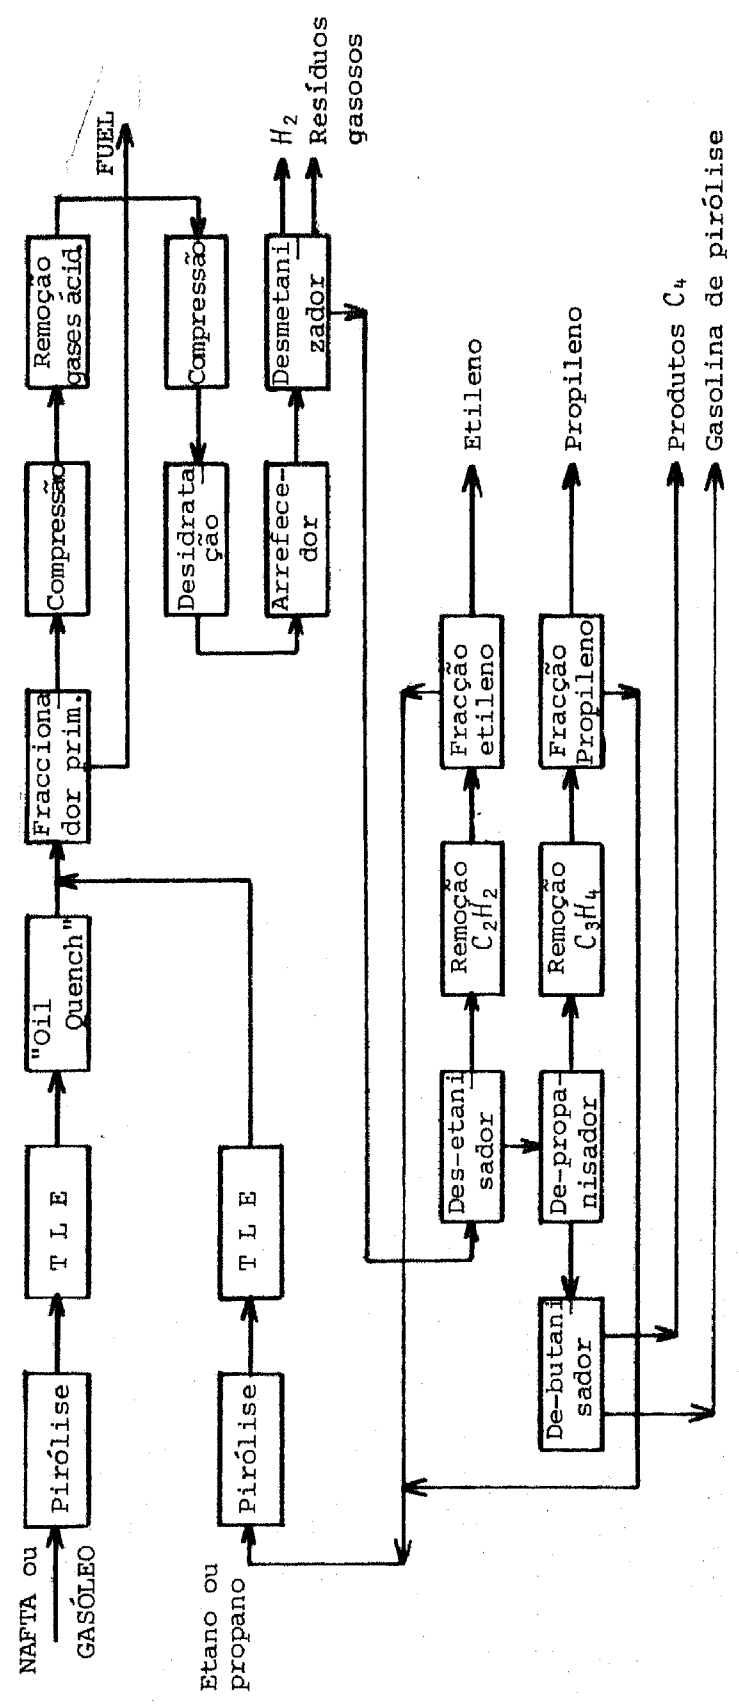 NAFTA ou
GASÓLEO
Pirólise
T L E
"Oil
Quench"
Fracciona
dor prim.
Compressão
Remoção
gases ácid.
FUEL
Etano ou
propano
Pirólise
T L E
Compressão
Desidrata
ção
Arrefece-
dor
Desmetani
zador
H2
Resíduos
gasosos
Des-etani
sador
Remoção
C2H2
Fracção
etileno
Etileno
De-propa-
nisador
Remoção
C3H4
Fracção
Propileno
Propileno
De-butani
sador
Produtos C4
Gasolina de pirólise